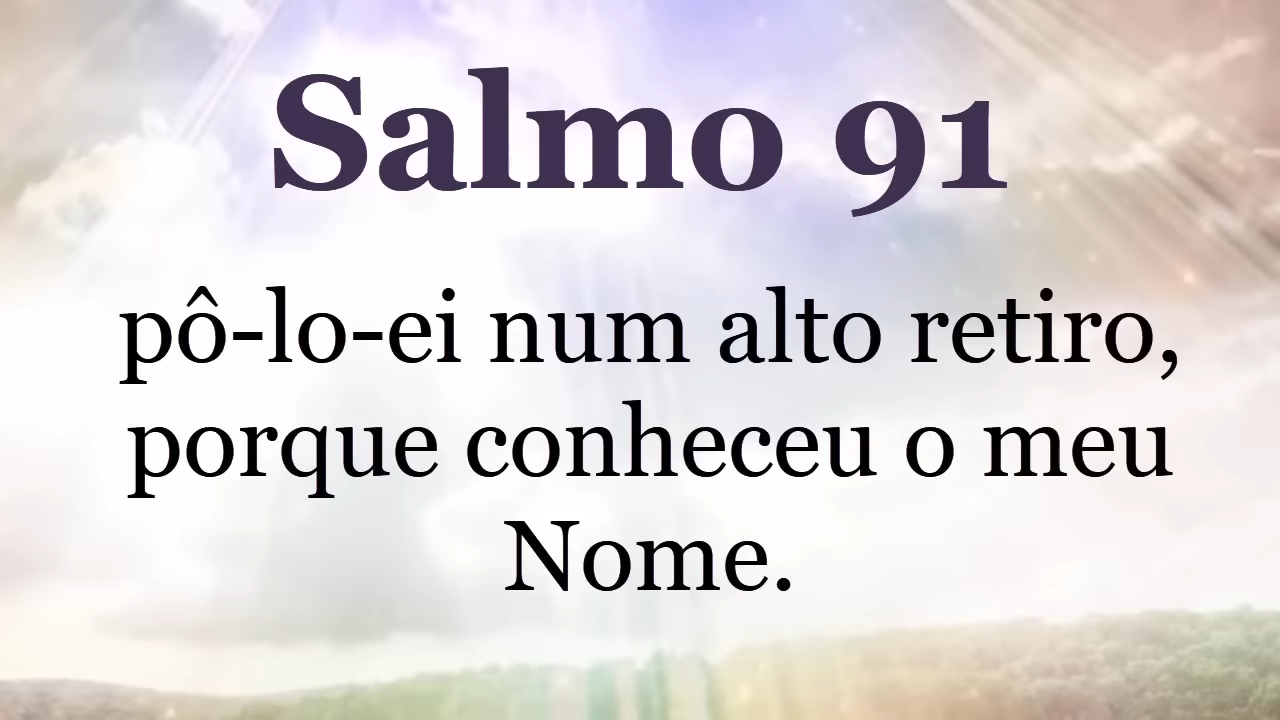 Salmo 91
pô-lo-ei num alto retiro,
porque conheceu o meu
Nome.